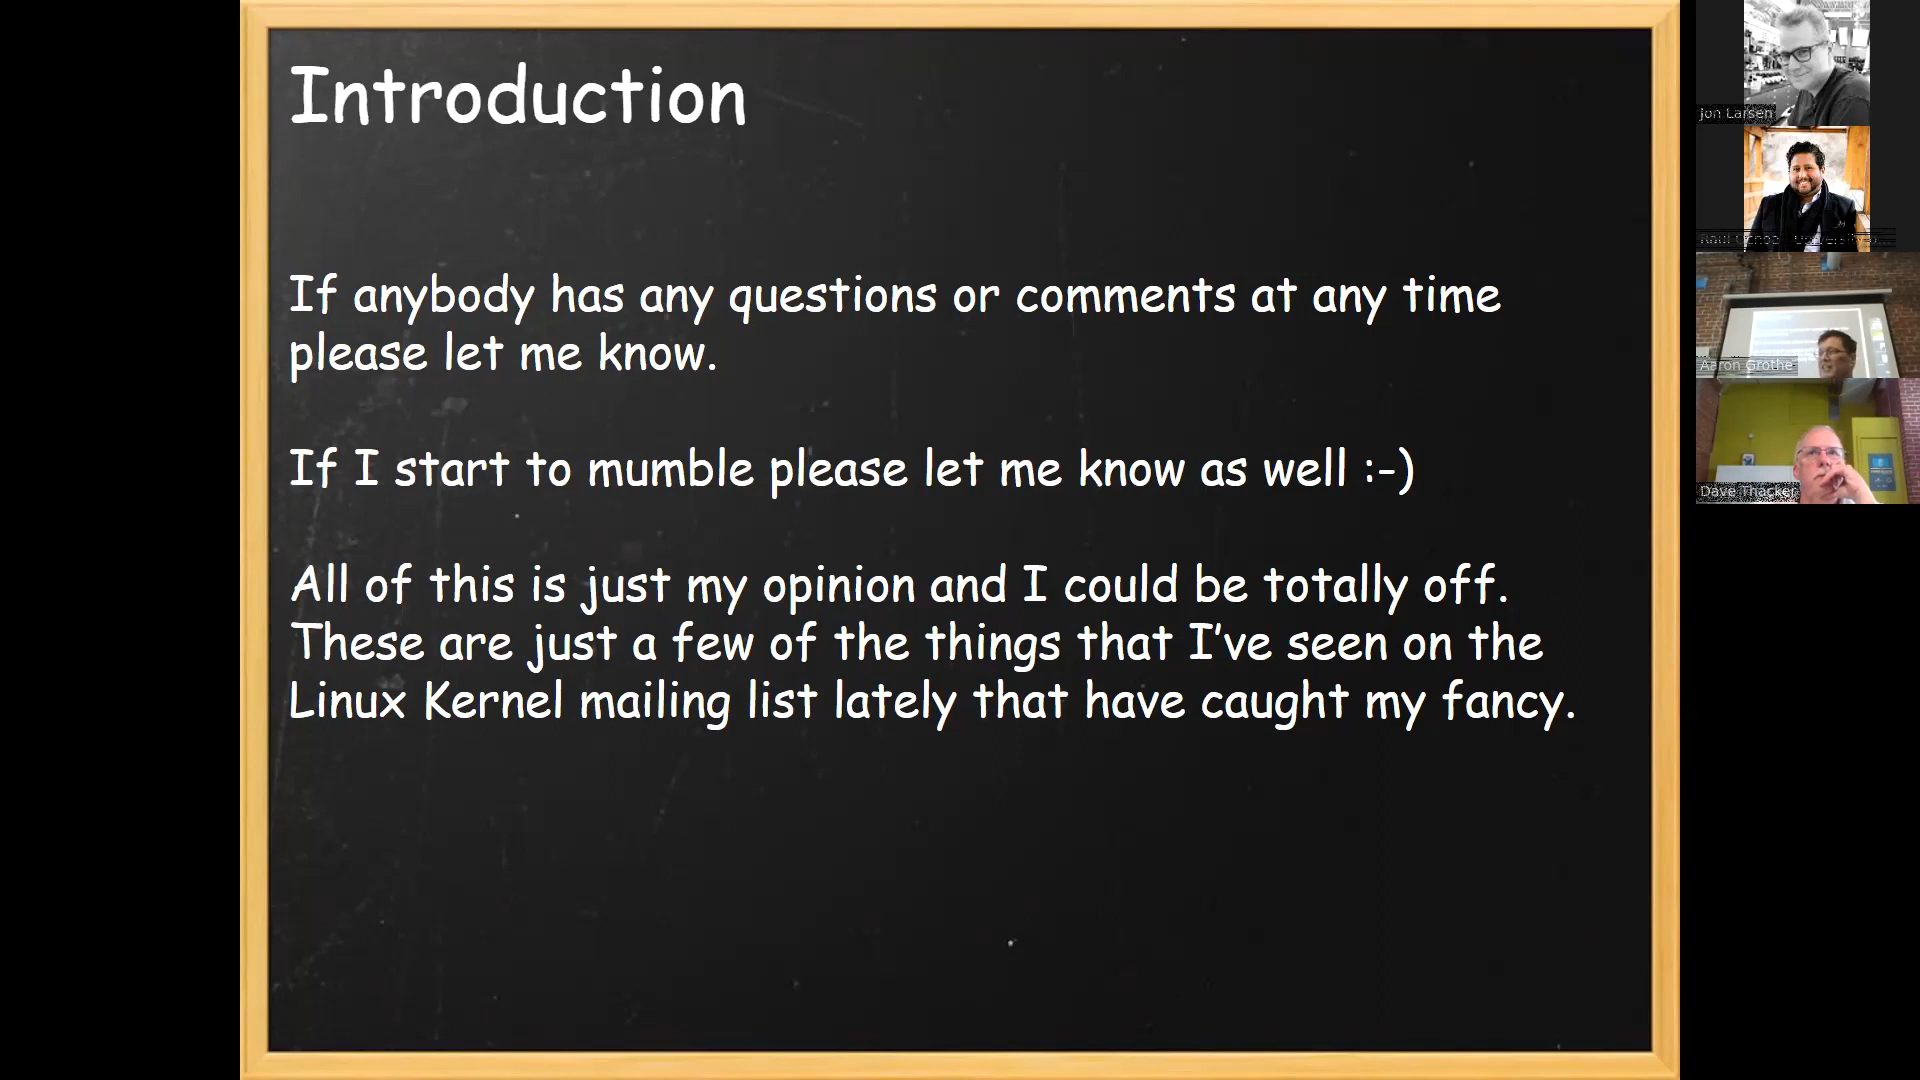 Introduction
If anybody has any questions or comments at any time
please let me know.
If I start to mumble please let me know as well :-)
All of this is just my opinion and I could be totally off.
These are just a few of the things that I’ve seen on the
Linux Kernel mailing list lately that have caught my fancy.
Jon Larsen
Aaron Grothe
Dave Thacker